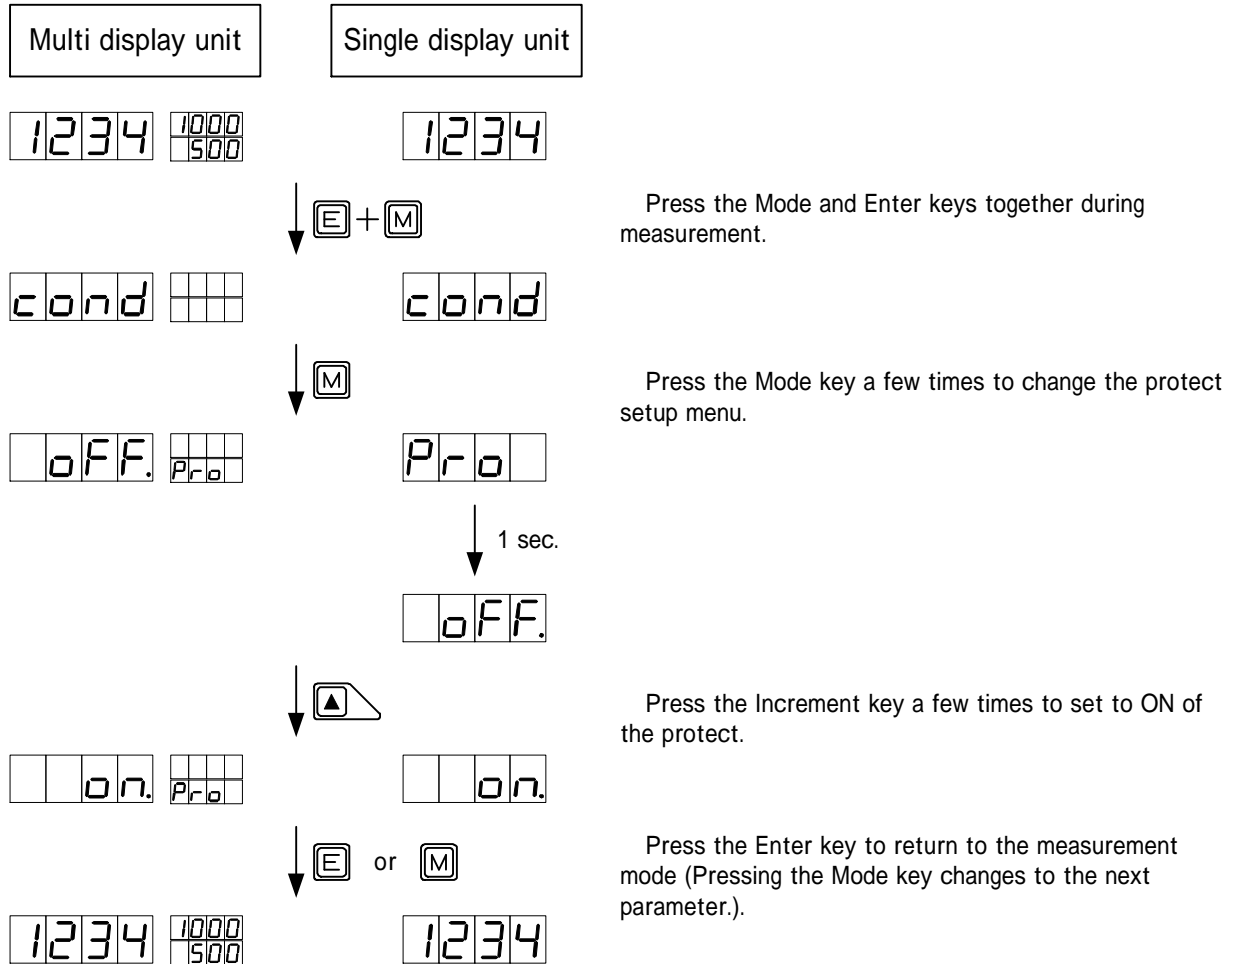 Multi display unit Single display unit
1234 1000 1234
500
E + M Press the Mode and Enter keys together during
measurement.
cond cond
M Press the Mode key a few times to change the protect
setup menu.
oFF. Pro Pro
1 sec.
oFF.
▲ Press the Increment key a few times to set to ON of
the protect.
on. Pro on.
E or M Press the Enter key to return to the measurement
mode (Pressing the Mode key changes to the next
parameter.).
1234 1000 1234
500